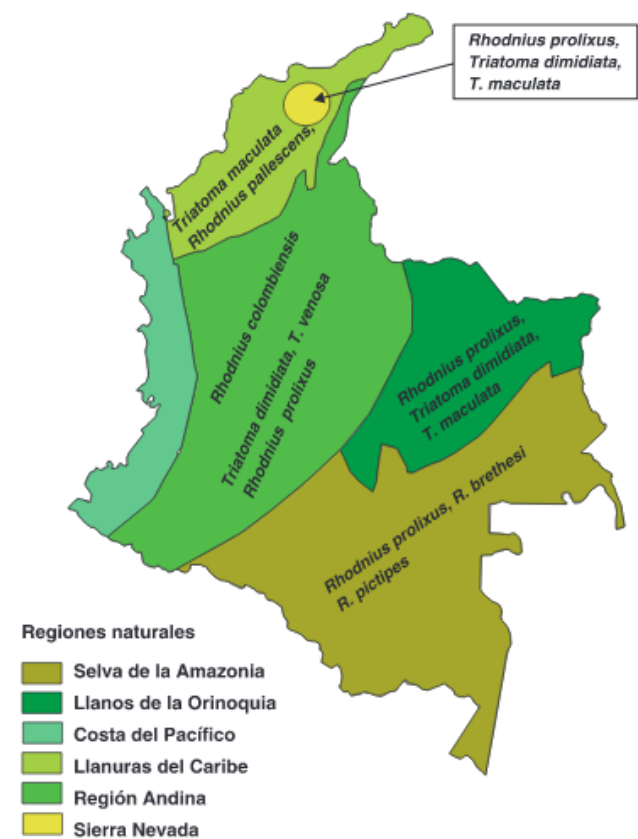 Rhodnius prolixus,
Triatoma dimidiata,
T. maculata
Triatoma maculata
Rhodnius pallescens,
Rhodnius colombiensis
Triatoma dimidiata, T. venosa
Rhodnius prolixus
Rhodnius prolixus,
Triatoma dimidiata,
T. maculata
Rhodnius prolixus, R. brethesi
R. pictipes
Regiones naturales
Selva de la Amazonia
Llanos de la Orinoquia
Costa del Pacífico
Llanuras del Caribe
Región Andina
Sierra Nevada